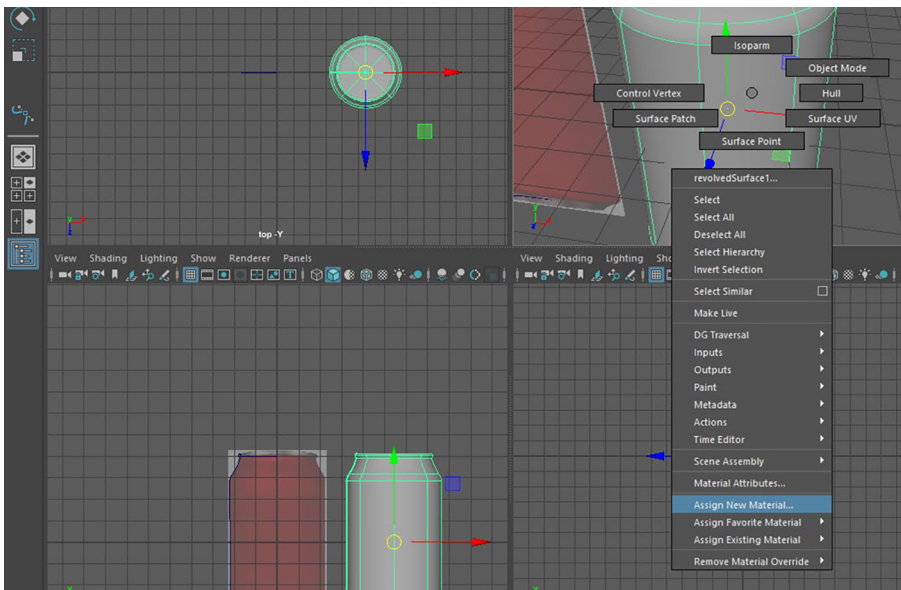 Isoparm
Object Mode
Control Vertex
Hull
Surface Patch
Surface UV
Surface Point
top -Y
revolvedSurface1...
Select
Select All
Deselect All
Select Hierarchy
Invert Selection
Select Similar
Make Live
DG Traversal
Inputs
Outputs
Paint
Metadata
Actions
Time Editor
Scene Assembly
Material Attributes...
Assign New Material...
Assign Favorite Material
Assign Existing Material
Remove Material Override
View Shading Lighting Show Renderer Panels
View Shading Lighting